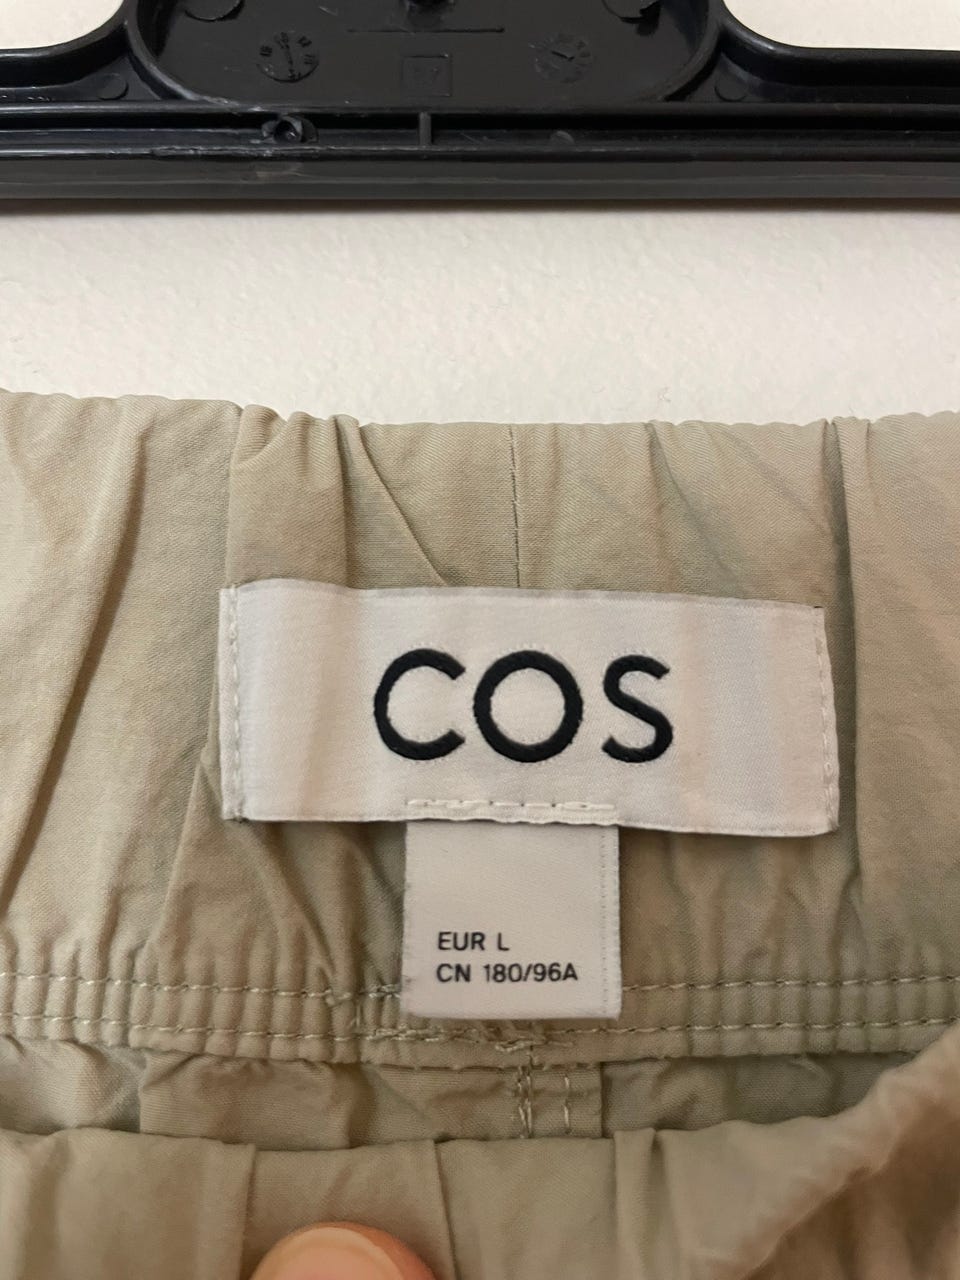 COS
EUR L
CN 180/96A